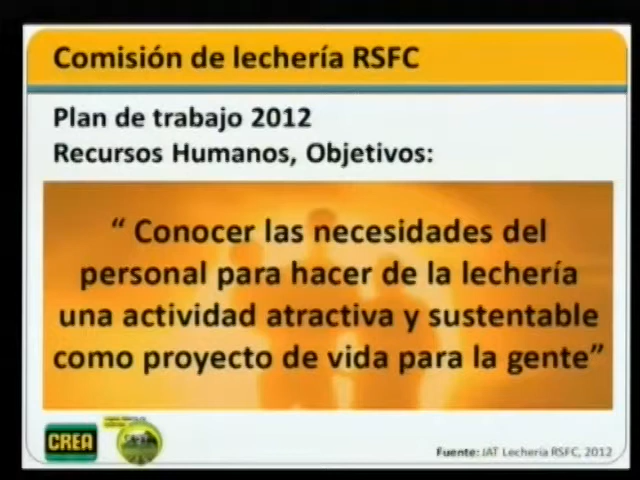 Comisión de lechería RSFC
Plan de trabajo 2012
Recursos Humanos, Objetivos:
“ Conocer las necesidades del
personal para hacer de la lechería
una actividad atractiva y sustentable
como proyecto de vida para la gente”
CREA
Fuente: JAT Lechería RSFC, 2012